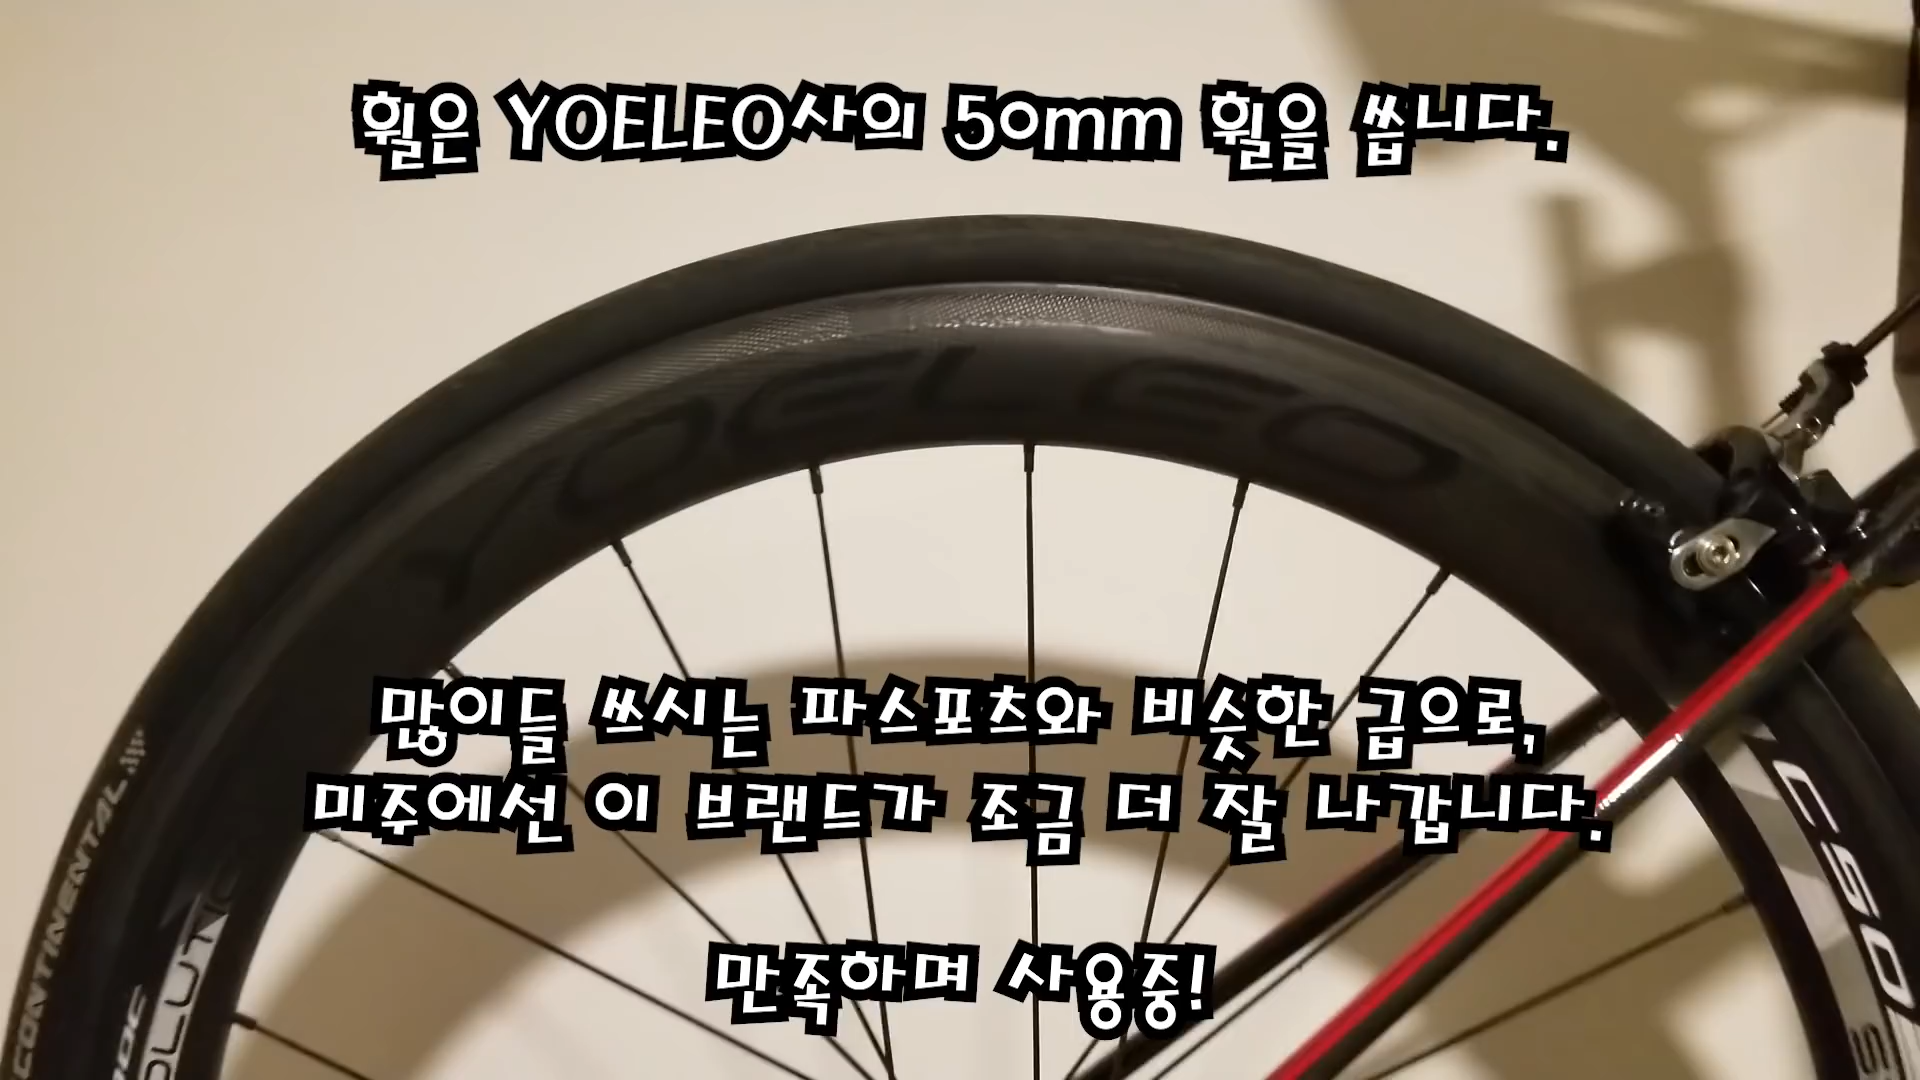 휠은 YOELEO사의 50mm 휠을 씁니다.
YOELEO
많이들 쓰시는 파스포츠와 비슷한 급으로,
미주에선 이 브랜드가 조금 더 잘 나갑니다.
만족하며 사용중!
CONTINENTAL
C50